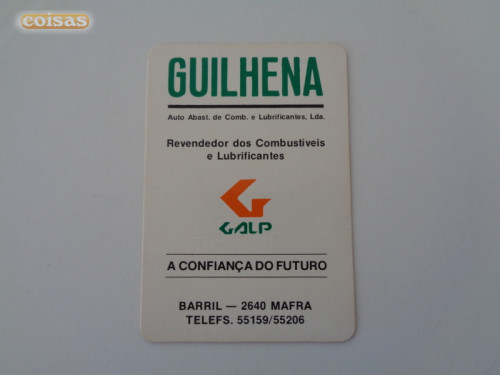 coisas
GUILHENA
Auto Abast. de Comb. e Lubrificantes, Lda.
Revendedor dos Combustíveis
e Lubrificantes
GALP
A CONFIANÇA DO FUTURO
BARRIL — 2640 MAFRA
TELEFS. 55159/55206